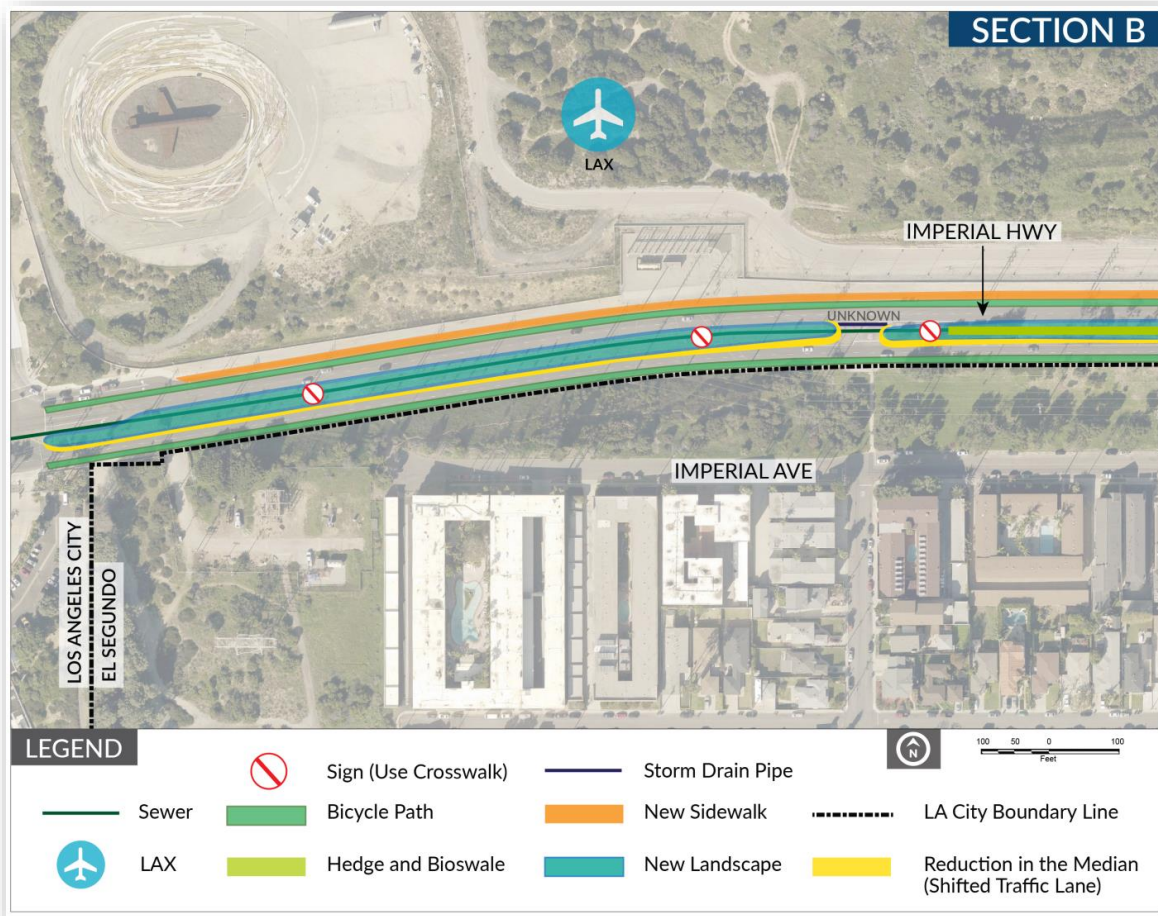 SECTION B
LAX
IMPERIAL HWY
UNKNOWN
IMPERIAL AVE
LOS ANGELES CITY
EL SEGUNDO
LEGEND
N
100 50 0 100
Feet
Sign (Use Crosswalk)
Storm Drain Pipe
Sewer
Bicycle Path
New Sidewalk
LA City Boundary Line
LAX
Hedge and Bioswale
New Landscape
Reduction in the Median
(Shifted Traffic Lane)